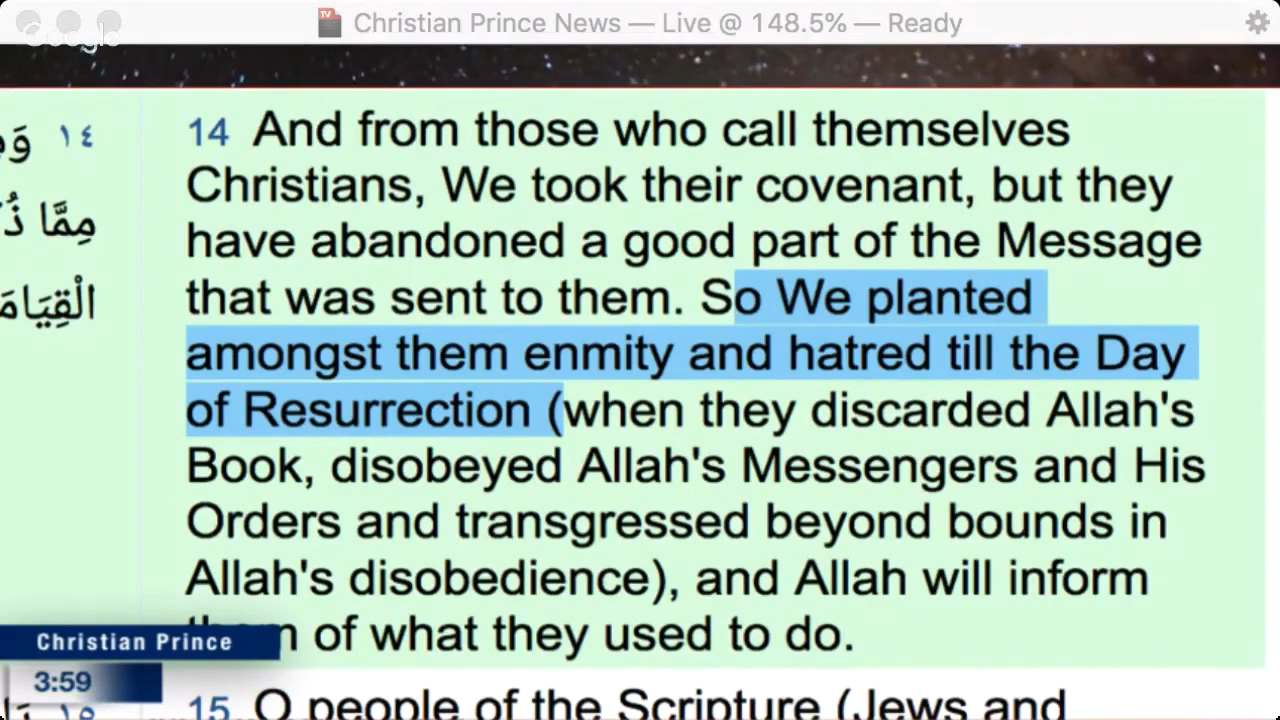 Google
TV
Christian Prince News — Live @ 148.5% — Ready
١٤
مِمَّا
14 And from those who call themselves
Christians, We took their covenant, but they
have abandoned a good part of the Message
that was sent to them. So We planted
amongst them enmity and hatred till the Day
of Resurrection (when they discarded Allah's
Book, disobeyed Allah's Messengers and His
Orders and transgressed beyond bounds in
Allah's disobedience), and Allah will inform
of what they used to do.
Christian Prince
3:59
١٥
15 O people of the Scripture (Jews and